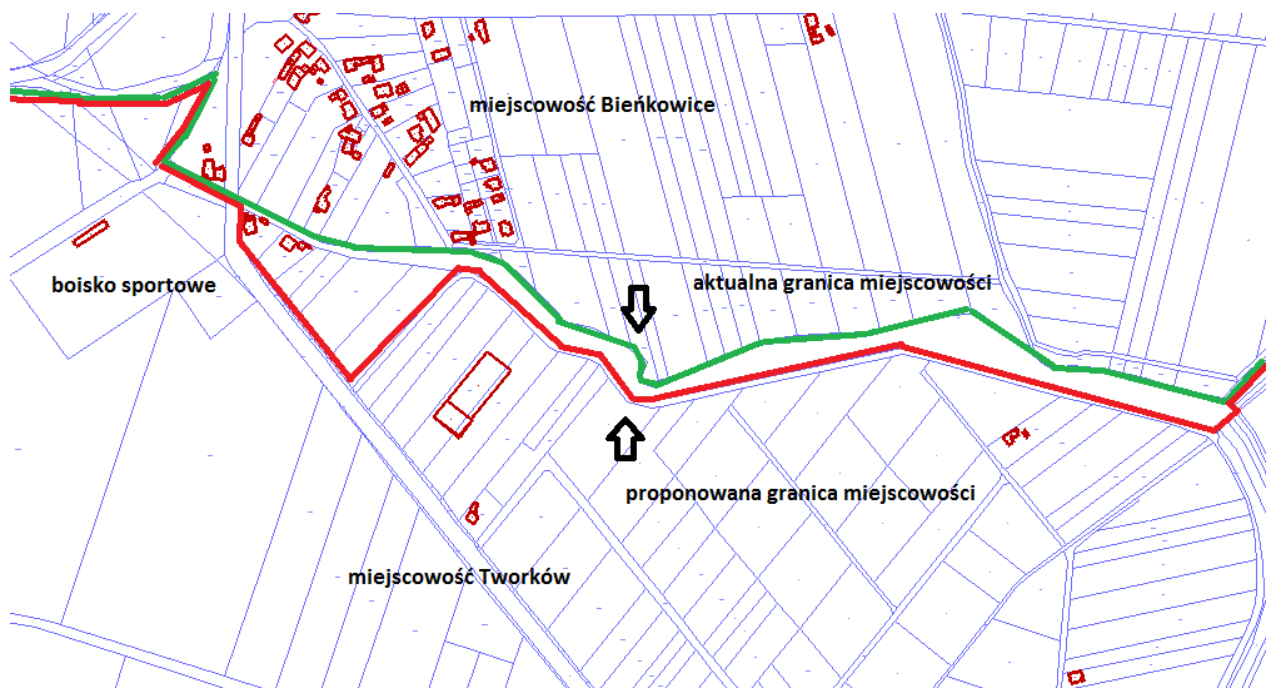 miejscowość Bieńkowice
boisko sportowe
aktualna granica miejscowości
proponowana granica miejscowości
miejscowość Tworków